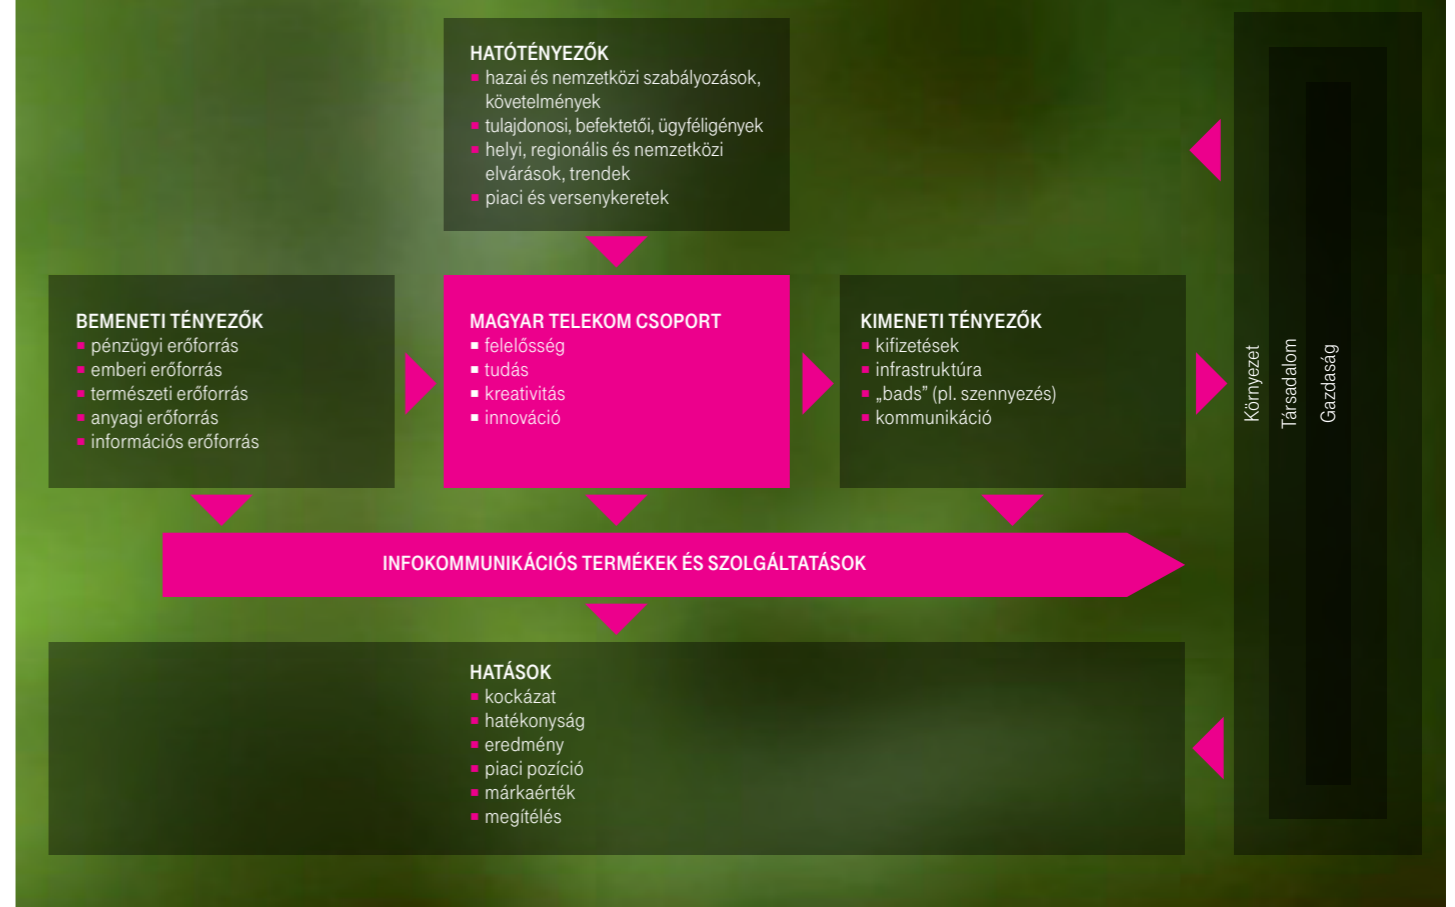 HATÓTÉNYEZŐK
hazai és nemzetközi szabályozások,
követelmények
tulajdonosi, befektetői, ügyféligények
helyi, regionális és nemzetközi
elvárások, trendek
piaci és versenykeretek
BEMENETI TÉNYEZŐK
pénzügyi erőforrás
emberi erőforrás
természeti erőforrás
anyagi erőforrás
információs erőforrás
MAGYAR TELEKOM CSOPORT
felelősség
tudás
kreativitás
innováció
KIMENETI TÉNYEZŐK
kifizetések
infrastruktúra
„bads” (pl. szennyezés)
kommunikáció
Környezet
Társadalom
Gazdaság
INFOKOMMUNIKÁCIÓS TERMÉKEK ÉS SZOLGÁLTATÁSOK
HATÁSOK
kockázat
hatékonyság
eredmény
piaci pozíció
márkaérték
megítélés